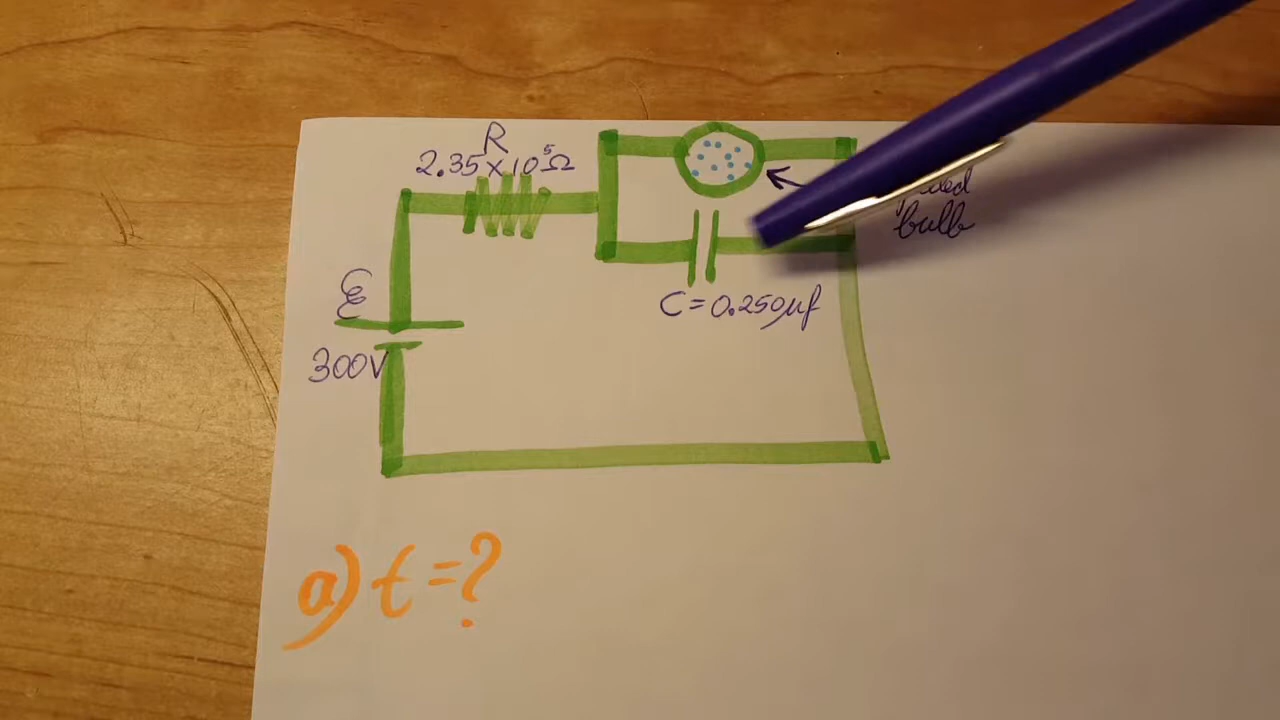 R
2.35×10⁵Ω
bulb
ℰ
C=0.250μf
300V
a) t=?